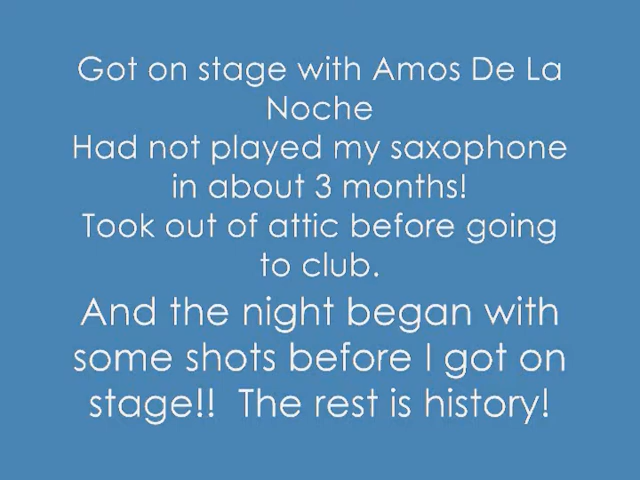 Got on stage with Amos De La
Noche
Had not played my saxophone
in about 3 months!
Took out of attic before going
to club.
And the night began with
some shots before I got on
stage!!  The rest is history!